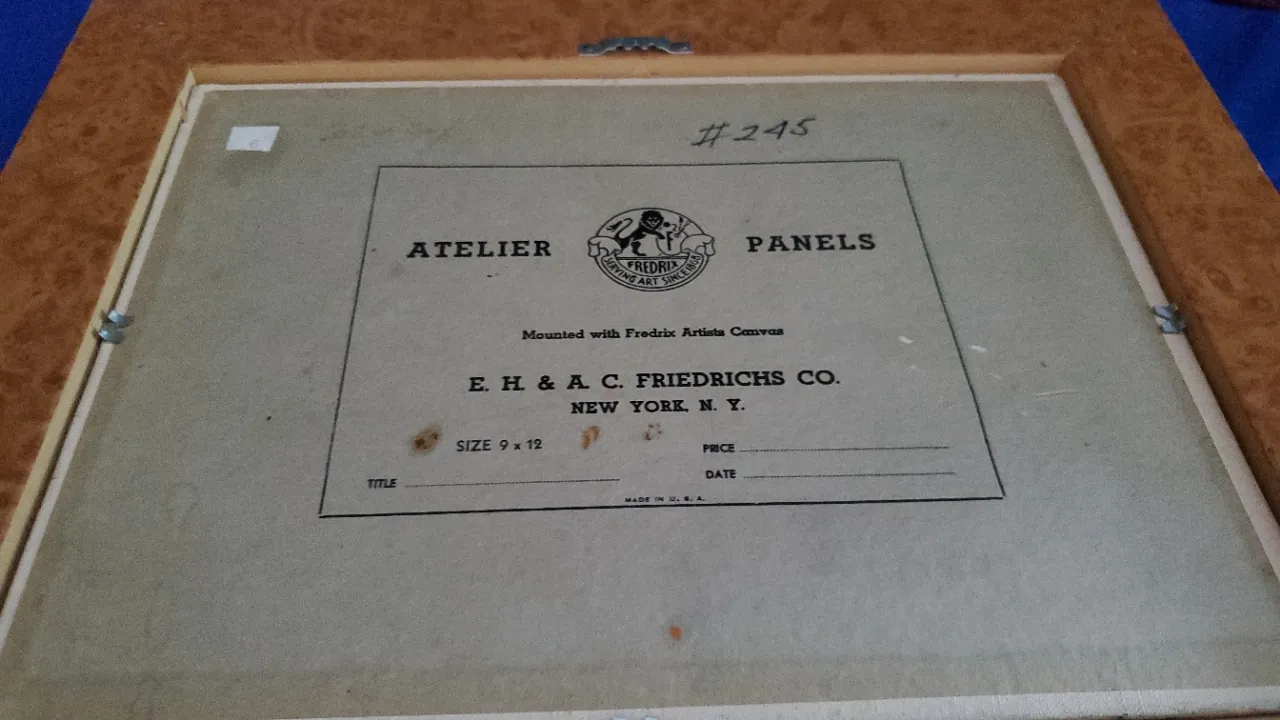 #245
ATELIER PANELS
FREDRIX
SERVING ART SINCE 1868
Mounted with Fredrix Artists Canvas
E. H. & A. C. FRIEDRICHS CO.
NEW YORK, N. Y.
SIZE 9 x 12
PRICE
DATE
TITLE
MADE IN U. S. A.